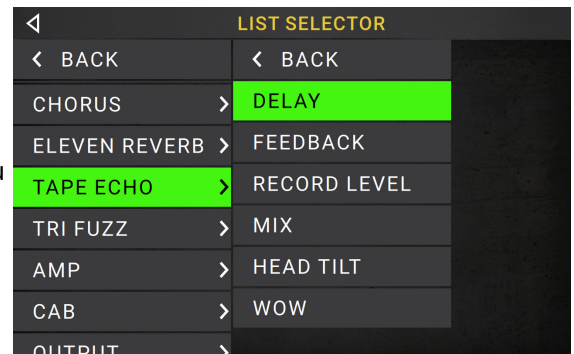 LIST SELECTOR
BACK
CHORUS
ELEVEN REVERB
TAPE ECHO
TRI FUZZ
AMP
CAB
OUTPUT
BACK
DELAY
FEEDBACK
RECORD LEVEL
MIX
HEAD TILT
WOW